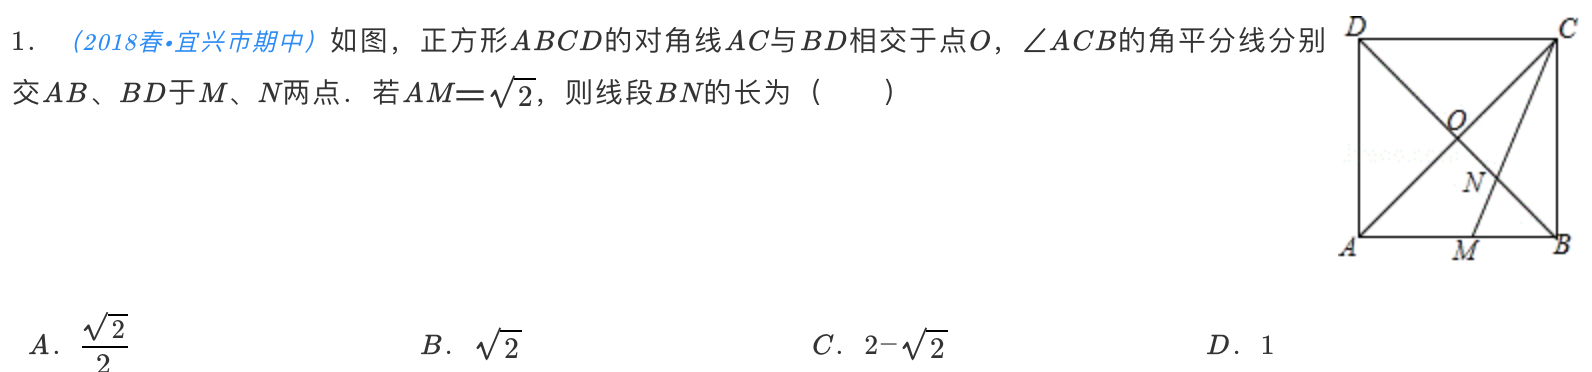 1. （2018春•宜兴市期中）如图，正方形ABCD的对角线AC与BD相交于点O，∠ACB的角平分线分别
交AB、BD于M、N两点．若AM=√2，则线段BN的长为（　　）
D C
O
N
A M B
A. √2/2 B. √2 C. 2-√2 D. 1